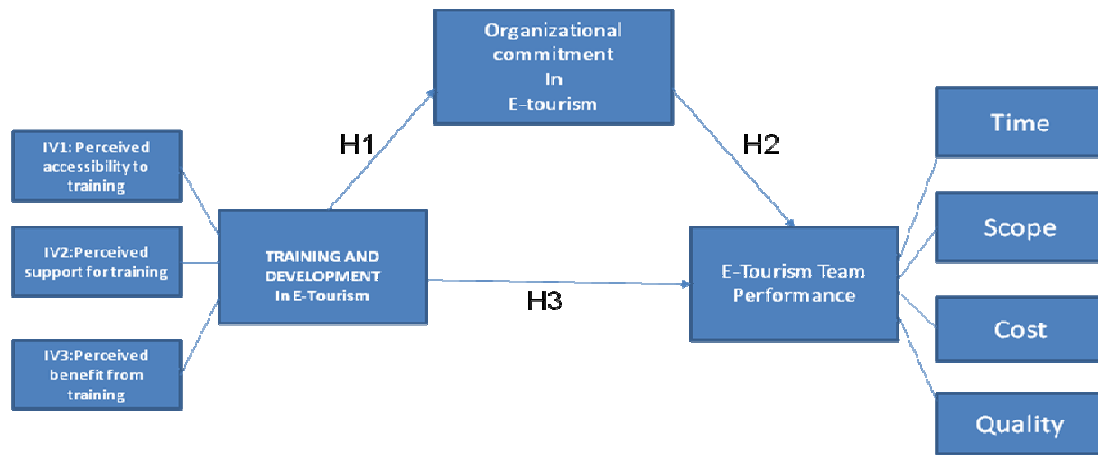 Organizational
commitment
In
E-tourism
Time
H1
H2
IV1: Perceived
accessibility to
training
Scope
IV2:Perceived
support for training
TRAINING AND
DEVELOPMENT
In E-Tourism
E-Tourism Team
Performance
H3
Cost
IV3:Perceived
benefit from
training
Quality